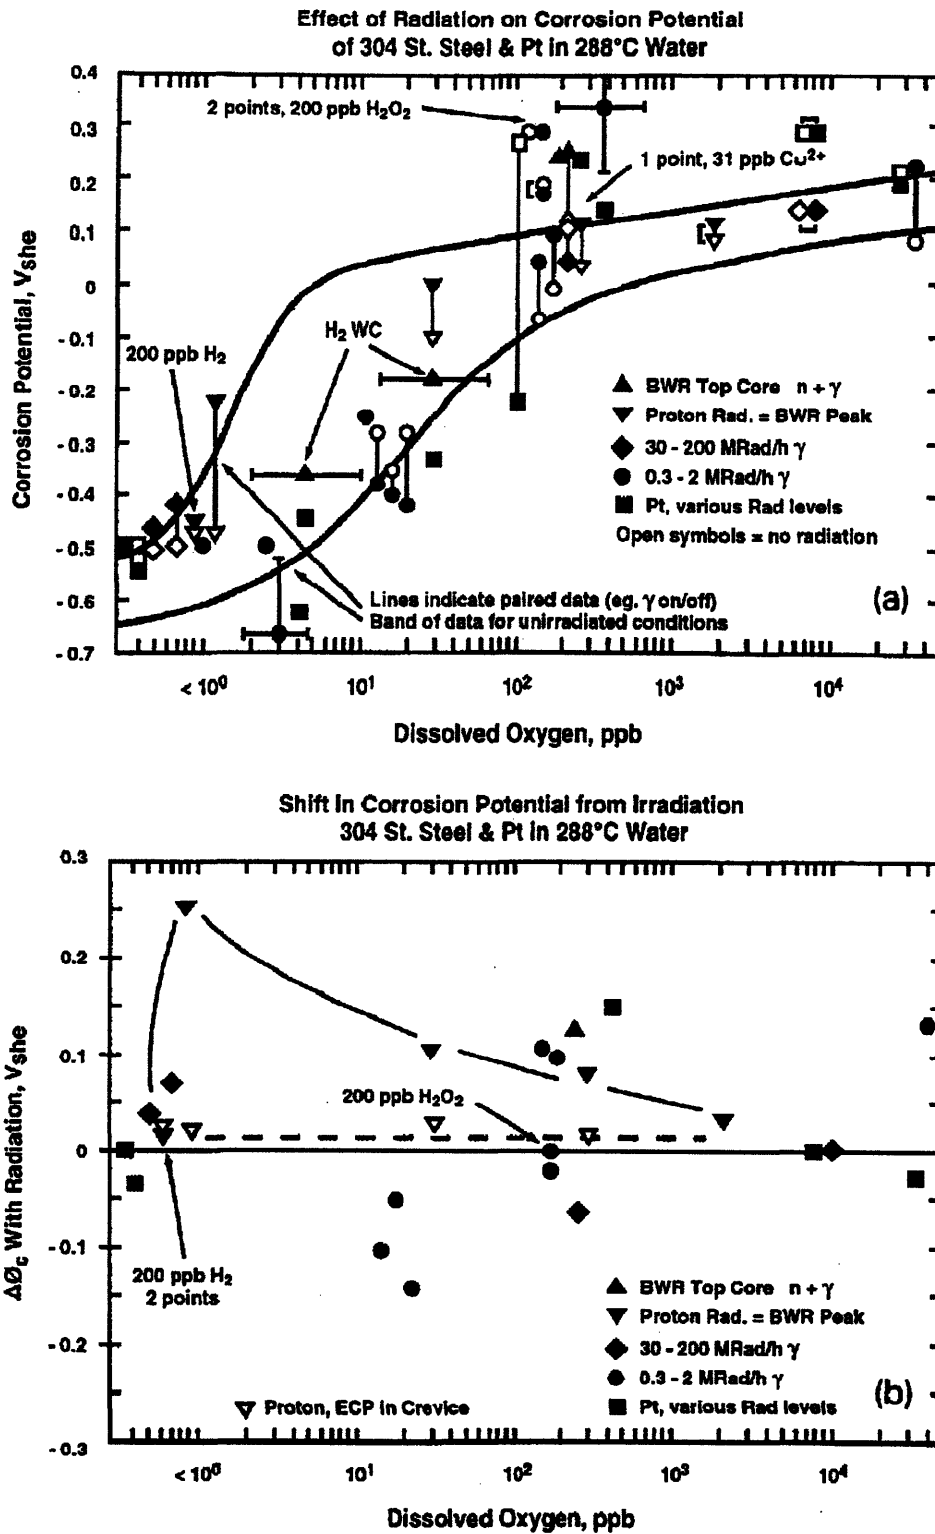 Effect of Radiation on Corrosion Potential
of 304 St. Steel & Pt in 288°C Water
0.4
0.3
0.2
0.1
0
- 0.1
- 0.2
- 0.3
- 0.4
- 0.5
- 0.6
- 0.7
Corrosion Potential, Vshe
2 points, 200 ppb H₂O₂
1 point, 31 ppb Cu²⁺
H₂ WC
200 ppb H₂
BWR Top Core n + γ
Proton Rad. = BWR Peak
30 - 200 MRad/h γ
0.3 - 2 MRad/h γ
Pt, various Rad levels
Open symbols = no radiation
Lines indicate paired data (eg. γ on/off)
Band of data for unirradiated conditions
(a)
< 10⁰
10¹
10²
10³
10⁴
Dissolved Oxygen, ppb
Shift in Corrosion Potential from Irradiation
304 St. Steel & Pt in 288°C Water
0.3
0.2
0.1
0
- 0.1
- 0.2
- 0.3
ΔØc With Radiation, Vshe
200 ppb H₂O₂
200 ppb H₂
2 points
BWR Top Core n + γ
Proton Rad. = BWR Peak
30 - 200 MRad/h γ
0.3 - 2 MRad/h γ
Pt, various Rad levels
Proton, ECP in Crevice
(b)
< 10⁰
10¹
10²
10³
10⁴
Dissolved Oxygen, ppb